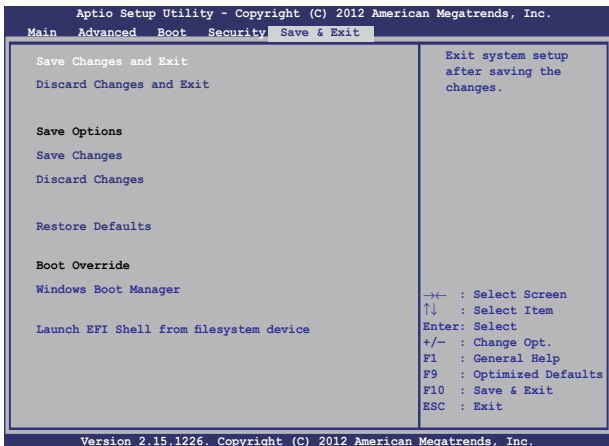 Aptio Setup Utility - Copyright (C) 2012 American Megatrends, Inc.
Main Advanced Boot Security Save & Exit
Save Changes and Exit
Discard Changes and Exit
Save Options
Save Changes
Discard Changes
Restore Defaults
Boot Override
Windows Boot Manager
Launch EFI Shell from filesystem device
Exit system setup
after saving the
changes.
→← : Select Screen
↑↓ : Select Item
Enter: Select
+/— : Change Opt.
F1 : General Help
F9 : Optimized Defaults
F10 : Save & Exit
ESC : Exit
Version 2.15.1226. Copyright (C) 2012 American Megatrends, Inc.